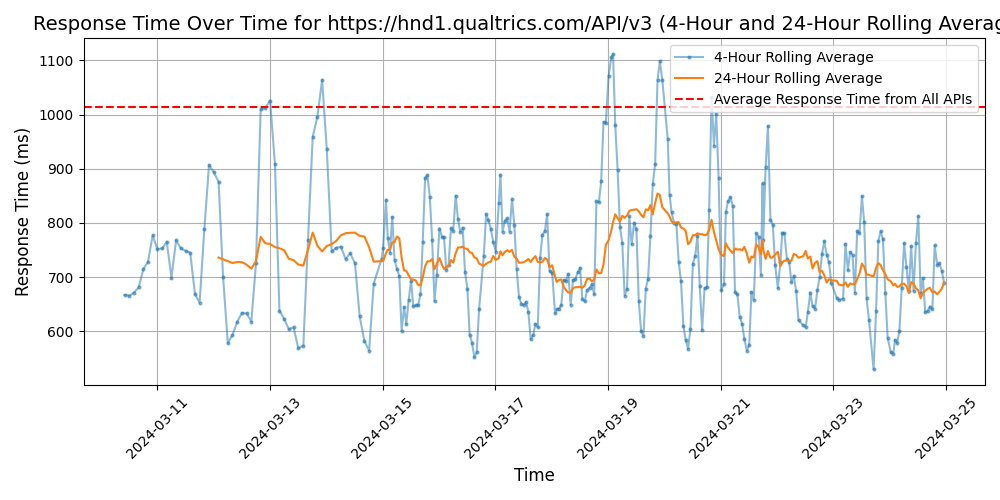 Response Time Over Time for https://hnd1.qualtrics.com/API/v3 (4-Hour and 24-Hour Rolling Averag
4-Hour Rolling Average
24-Hour Rolling Average
Average Response Time from All APIs
Response Time (ms)
1100
1000
900
800
700
600
2024-03-11
2024-03-13
2024-03-15
2024-03-17
2024-03-19
2024-03-21
2024-03-23
2024-03-25
Time